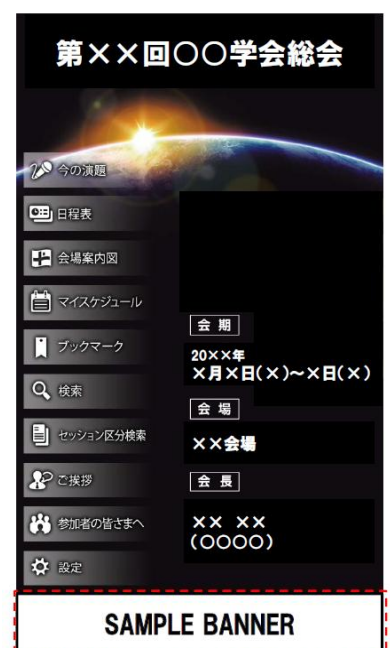 第××回○○学会総会
今の演題
日程表
会場案内図
マイスケジュール
ブックマーク
検索
セッション区分検索
ご挨拶
参加者の皆さまへ
設定
会 期
20××年
×月×日(×)～×日(×)
会 場
××会場
会 長
×× ××
(○○○○)
SAMPLE BANNER